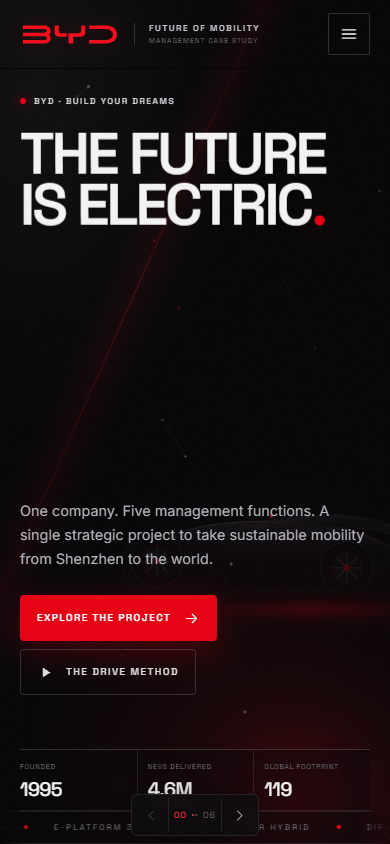 BYD
FUTURE OF MOBILITY
MANAGEMENT CASE STUDY
BYD · BUILD YOUR DREAMS
THE FUTURE
IS ELECTRIC.
One company. Five management functions. A
single strategic project to take sustainable mobility
from Shenzhen to the world.
EXPLORE THE PROJECT
THE DRIVE METHOD
FOUNDED
NEVS DELIVERED
GLOBAL FOOTPRINT
1995
4.6M
119
E-PLATFORM 3
00
06
HYBRID